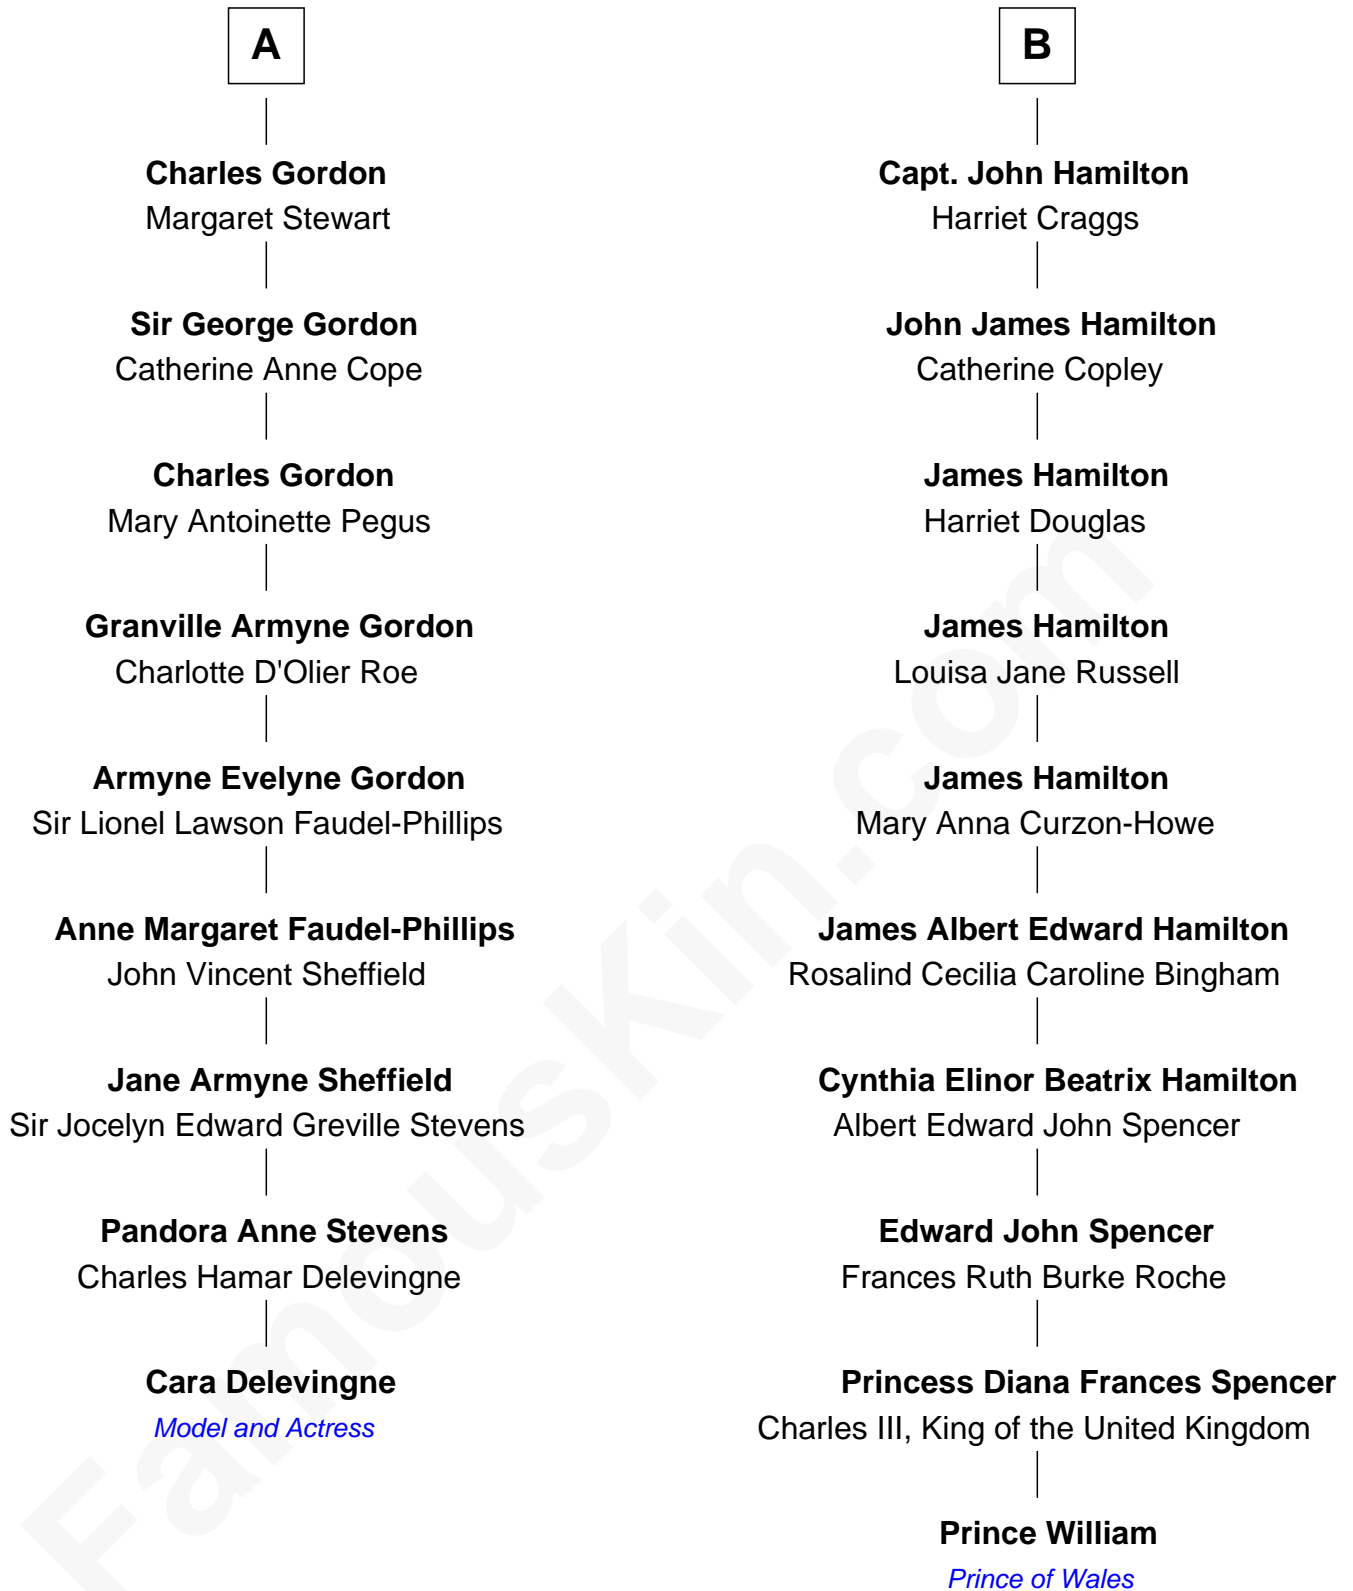 A
B
Charles Gordon
Margaret Stewart
Capt. John Hamilton
Harriet Craggs
Sir George Gordon
Catherine Anne Cope
John James Hamilton
Catherine Copley
Charles Gordon
Mary Antoinette Pegus
James Hamilton
Harriet Douglas
Granville Armyne Gordon
Charlotte D'Olier Roe
James Hamilton
Louisa Jane Russell
Armyne Evelyne Gordon
Sir Lionel Lawson Faudel-Phillips
James Hamilton
Mary Anna Curzon-Howe
Anne Margaret Faudel-Phillips
John Vincent Sheffield
James Albert Edward Hamilton
Rosalind Cecilia Caroline Bingham
Jane Armyne Sheffield
Sir Jocelyn Edward Greville Stevens
Cynthia Elinor Beatrix Hamilton
Albert Edward John Spencer
Pandora Anne Stevens
Charles Hamar Delevingne
Edward John Spencer
Frances Ruth Burke Roche
Cara Delevingne
Model and Actress
Princess Diana Frances Spencer
Charles III, King of the United Kingdom
Prince William
Prince of Wales
FamousKin.com